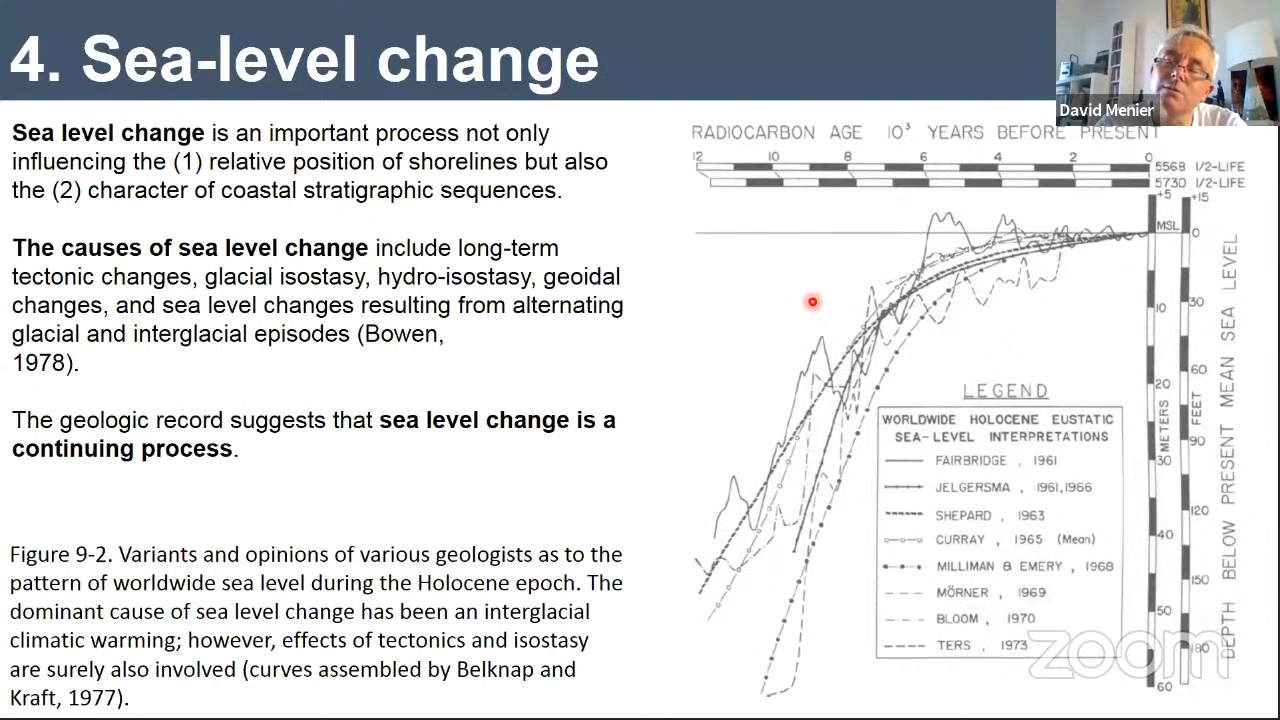 4. Sea-level change
David Menier
Sea level change is an important process not only
influencing the (1) relative position of shorelines but also
the (2) character of coastal stratigraphic sequences.
The causes of sea level change include long-term
tectonic changes, glacial isostasy, hydro-isostasy, geoidal
changes, and sea level changes resulting from alternating
glacial and interglacial episodes (Bowen,
1978).
The geologic record suggests that sea level change is a
continuing process.
Figure 9-2. Variants and opinions of various geologists as to the
pattern of worldwide sea level during the Holocene epoch. The
dominant cause of sea level change has been an interglacial
climatic warming; however, effects of tectonics and isostasy
are surely also involved (curves assembled by Belknap and
Kraft, 1977).
RADIOCARBON AGE 10³ YEARS BEFORE PRESENT
12 10 8 6 4 2 0
5568 1/2-LIFE
5730 1/2-LIFE
+5 +15
MSL 0
10 30
60
20
90
30
120
40
150
50
180
60
METERS
FEET
DEPTH BELOW PRESENT MEAN SEA LEVEL
LEGEND
WORLDWIDE HOLOCENE EUSTATIC
SEA-LEVEL INTERPRETATIONS
FAIRBRIDGE , 1961
JELGERSMA , 1961,1966
SHEPARD , 1963
CURRAY , 1965 (Mean)
MILLIMAN & EMERY , 1968
MÖRNER , 1969
BLOOM , 1970
TERS , 1973
zoom